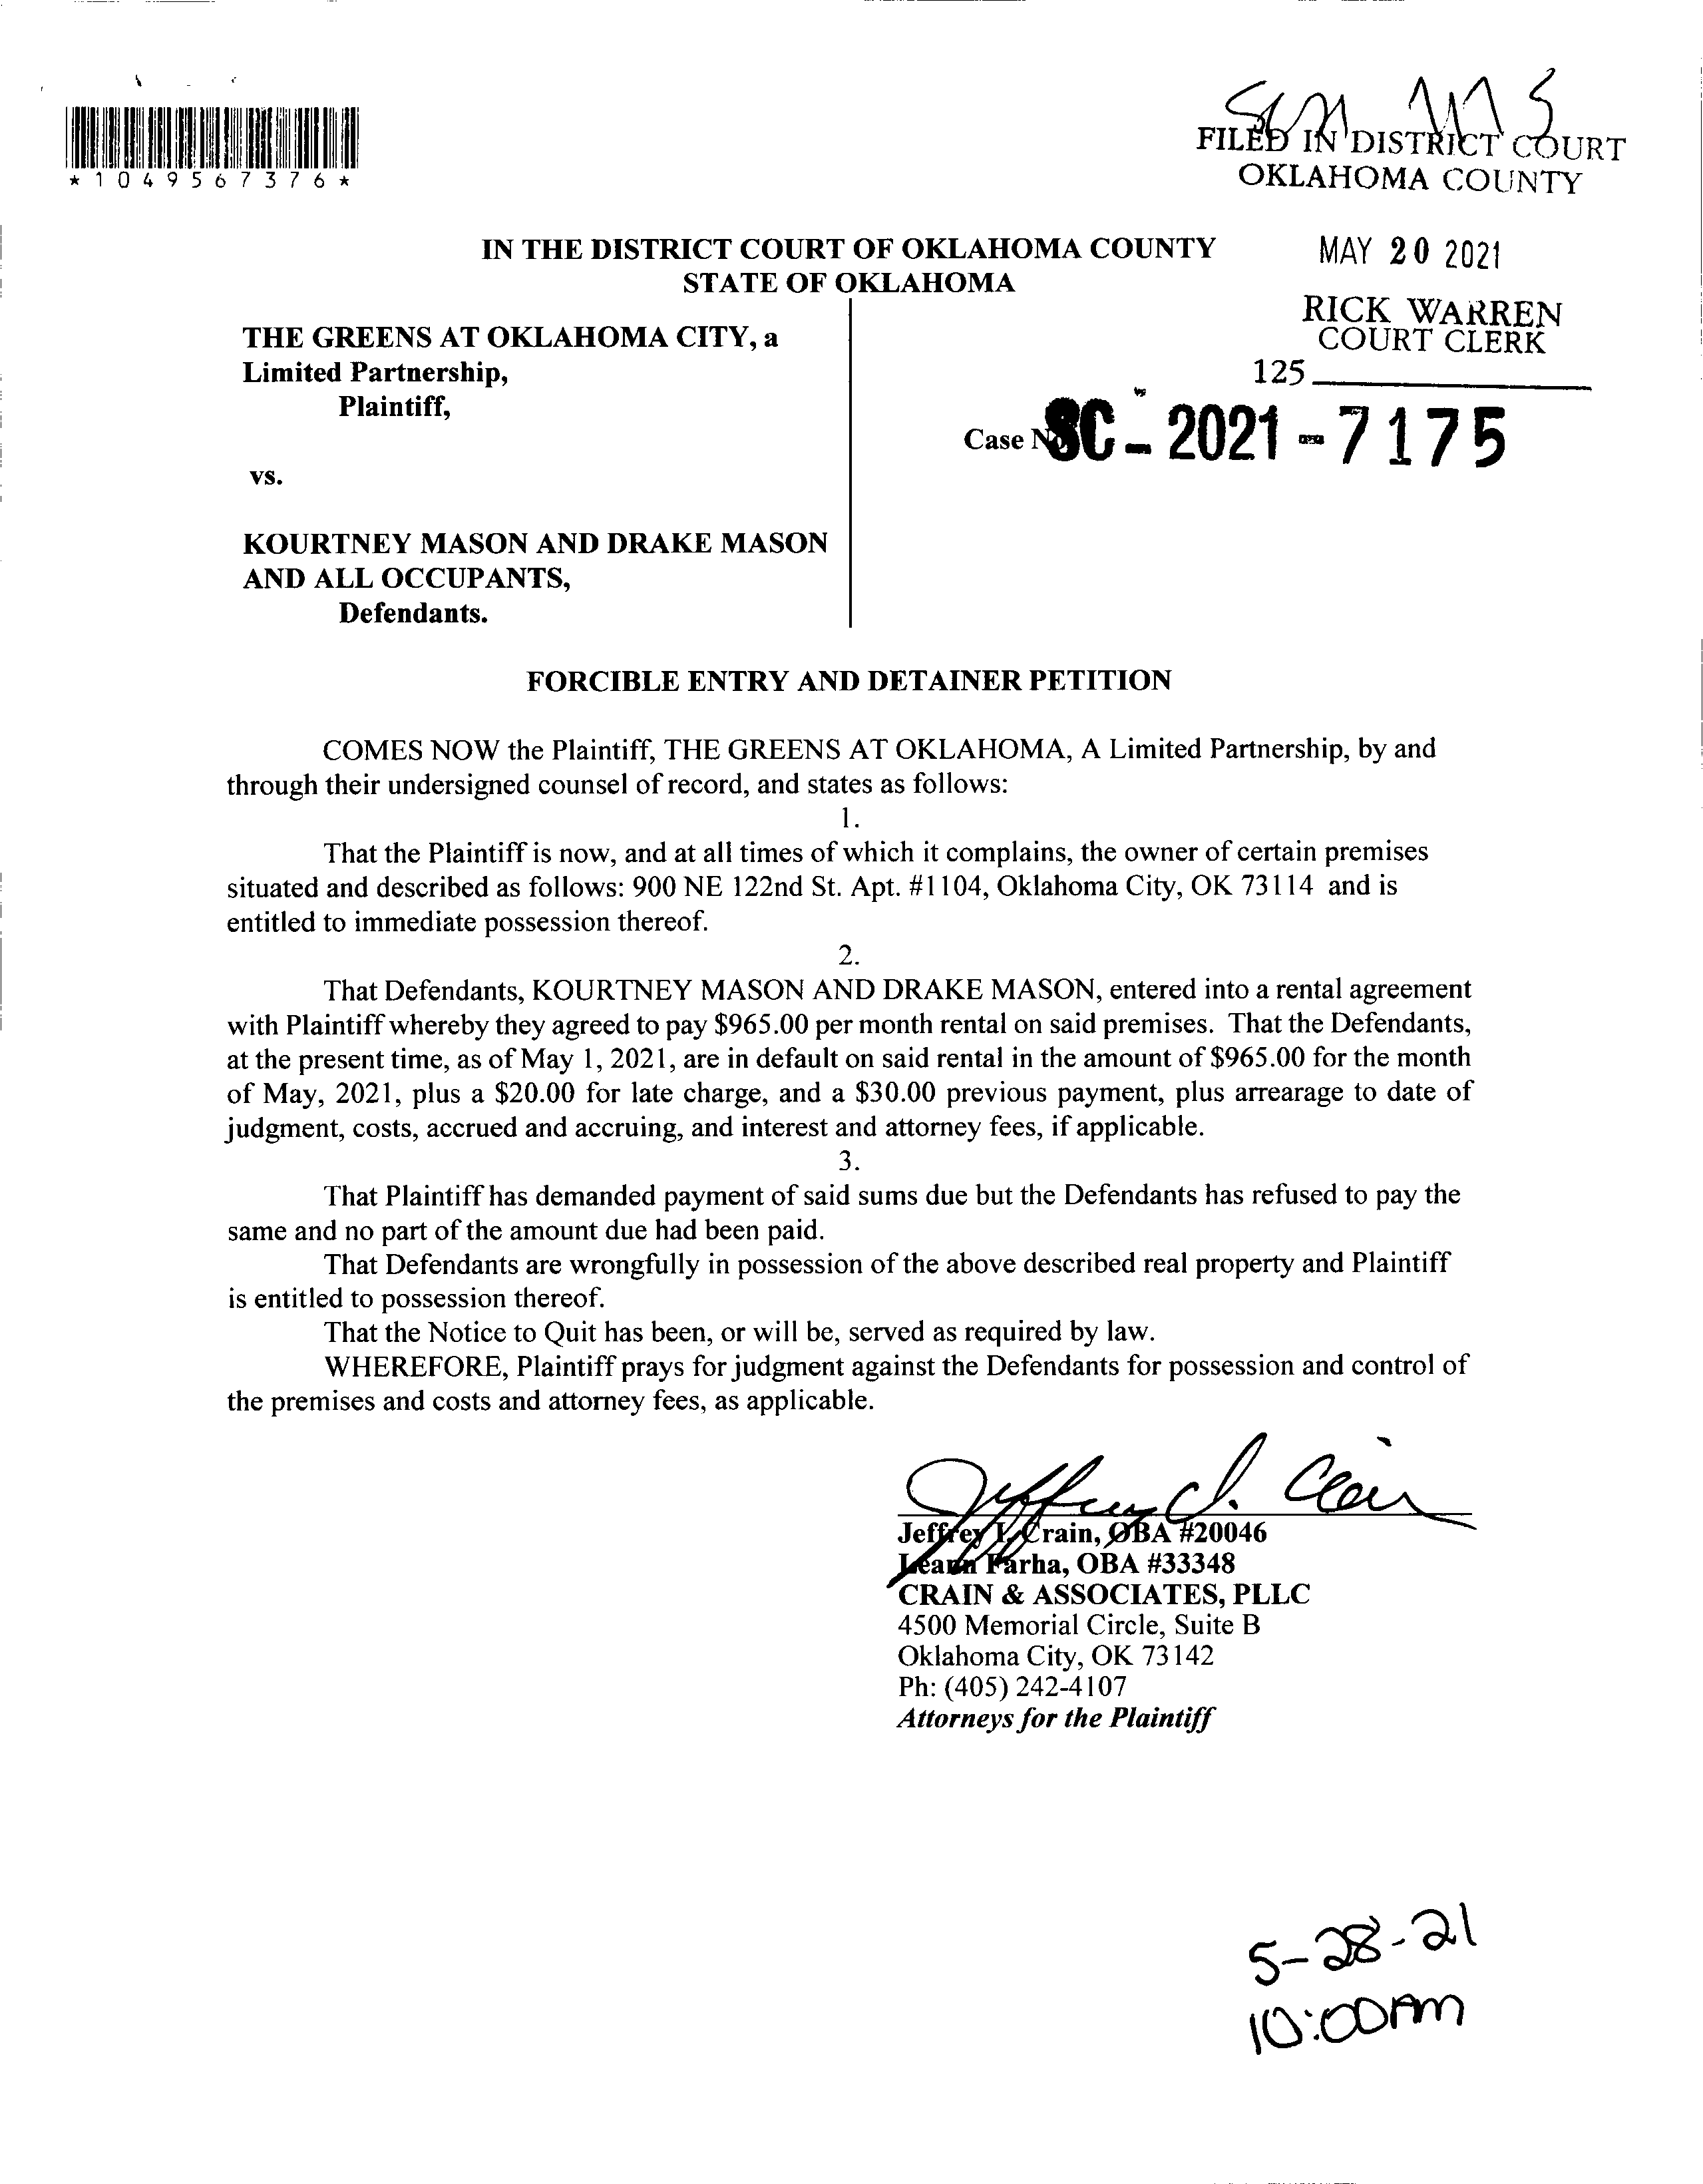 *1049567376*
FILED IN DISTRICT COURT
OKLAHOMA COUNTY
MAY 20 2021
RICK WARREN
COURT CLERK
125
IN THE DISTRICT COURT OF OKLAHOMA COUNTY
STATE OF OKLAHOMA
THE GREENS AT OKLAHOMA CITY, a
Limited Partnership,
Plaintiff,
Case No. SC-2021-7175
vs.
KOURTNEY MASON AND DRAKE MASON
AND ALL OCCUPANTS,
Defendants.
FORCIBLE ENTRY AND DETAINER PETITION
COMES NOW the Plaintiff, THE GREENS AT OKLAHOMA, A Limited Partnership, by and
through their undersigned counsel of record, and states as follows:
1.
That the Plaintiff is now, and at all times of which it complains, the owner of certain premises
situated and described as follows: 900 NE 122nd St. Apt. #1104, Oklahoma City, OK 73114 and is
entitled to immediate possession thereof.
2.
That Defendants, KOURTNEY MASON AND DRAKE MASON, entered into a rental agreement
with Plaintiff whereby they agreed to pay $965.00 per month rental on said premises. That the Defendants,
at the present time, as of May 1, 2021, are in default on said rental in the amount of $965.00 for the month
of May, 2021, plus a $20.00 for late charge, and a $30.00 previous payment, plus arrearage to date of
judgment, costs, accrued and accruing, and interest and attorney fees, if applicable.
3.
That Plaintiff has demanded payment of said sums due but the Defendants has refused to pay the
same and no part of the amount due had been paid.
That Defendants are wrongfully in possession of the above described real property and Plaintiff
is entitled to possession thereof.
That the Notice to Quit has been, or will be, served as required by law.
WHEREFORE, Plaintiff prays for judgment against the Defendants for possession and control of
the premises and costs and attorney fees, as applicable.
Jeffrey I. Crain, OBA #20046
Leann Farha, OBA #33348
CRAIN & ASSOCIATES, PLLC
4500 Memorial Circle, Suite B
Oklahoma City, OK 73142
Ph: (405) 242-4107
Attorneys for the Plaintiff
5-28-21
10:00AM